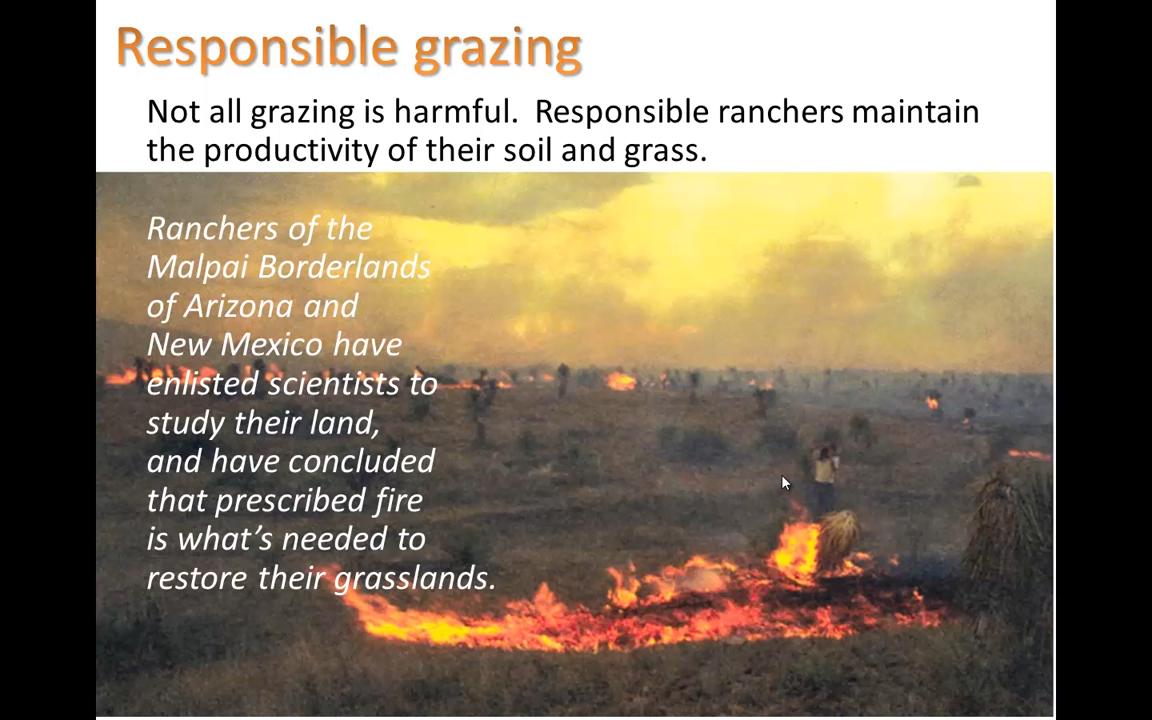 Responsible grazing
Not all grazing is harmful.  Responsible ranchers maintain
the productivity of their soil and grass.
Ranchers of the
Malpai Borderlands
of Arizona and
New Mexico have
enlisted scientists to
study their land,
and have concluded
that prescribed fire
is what’s needed to
restore their grasslands.